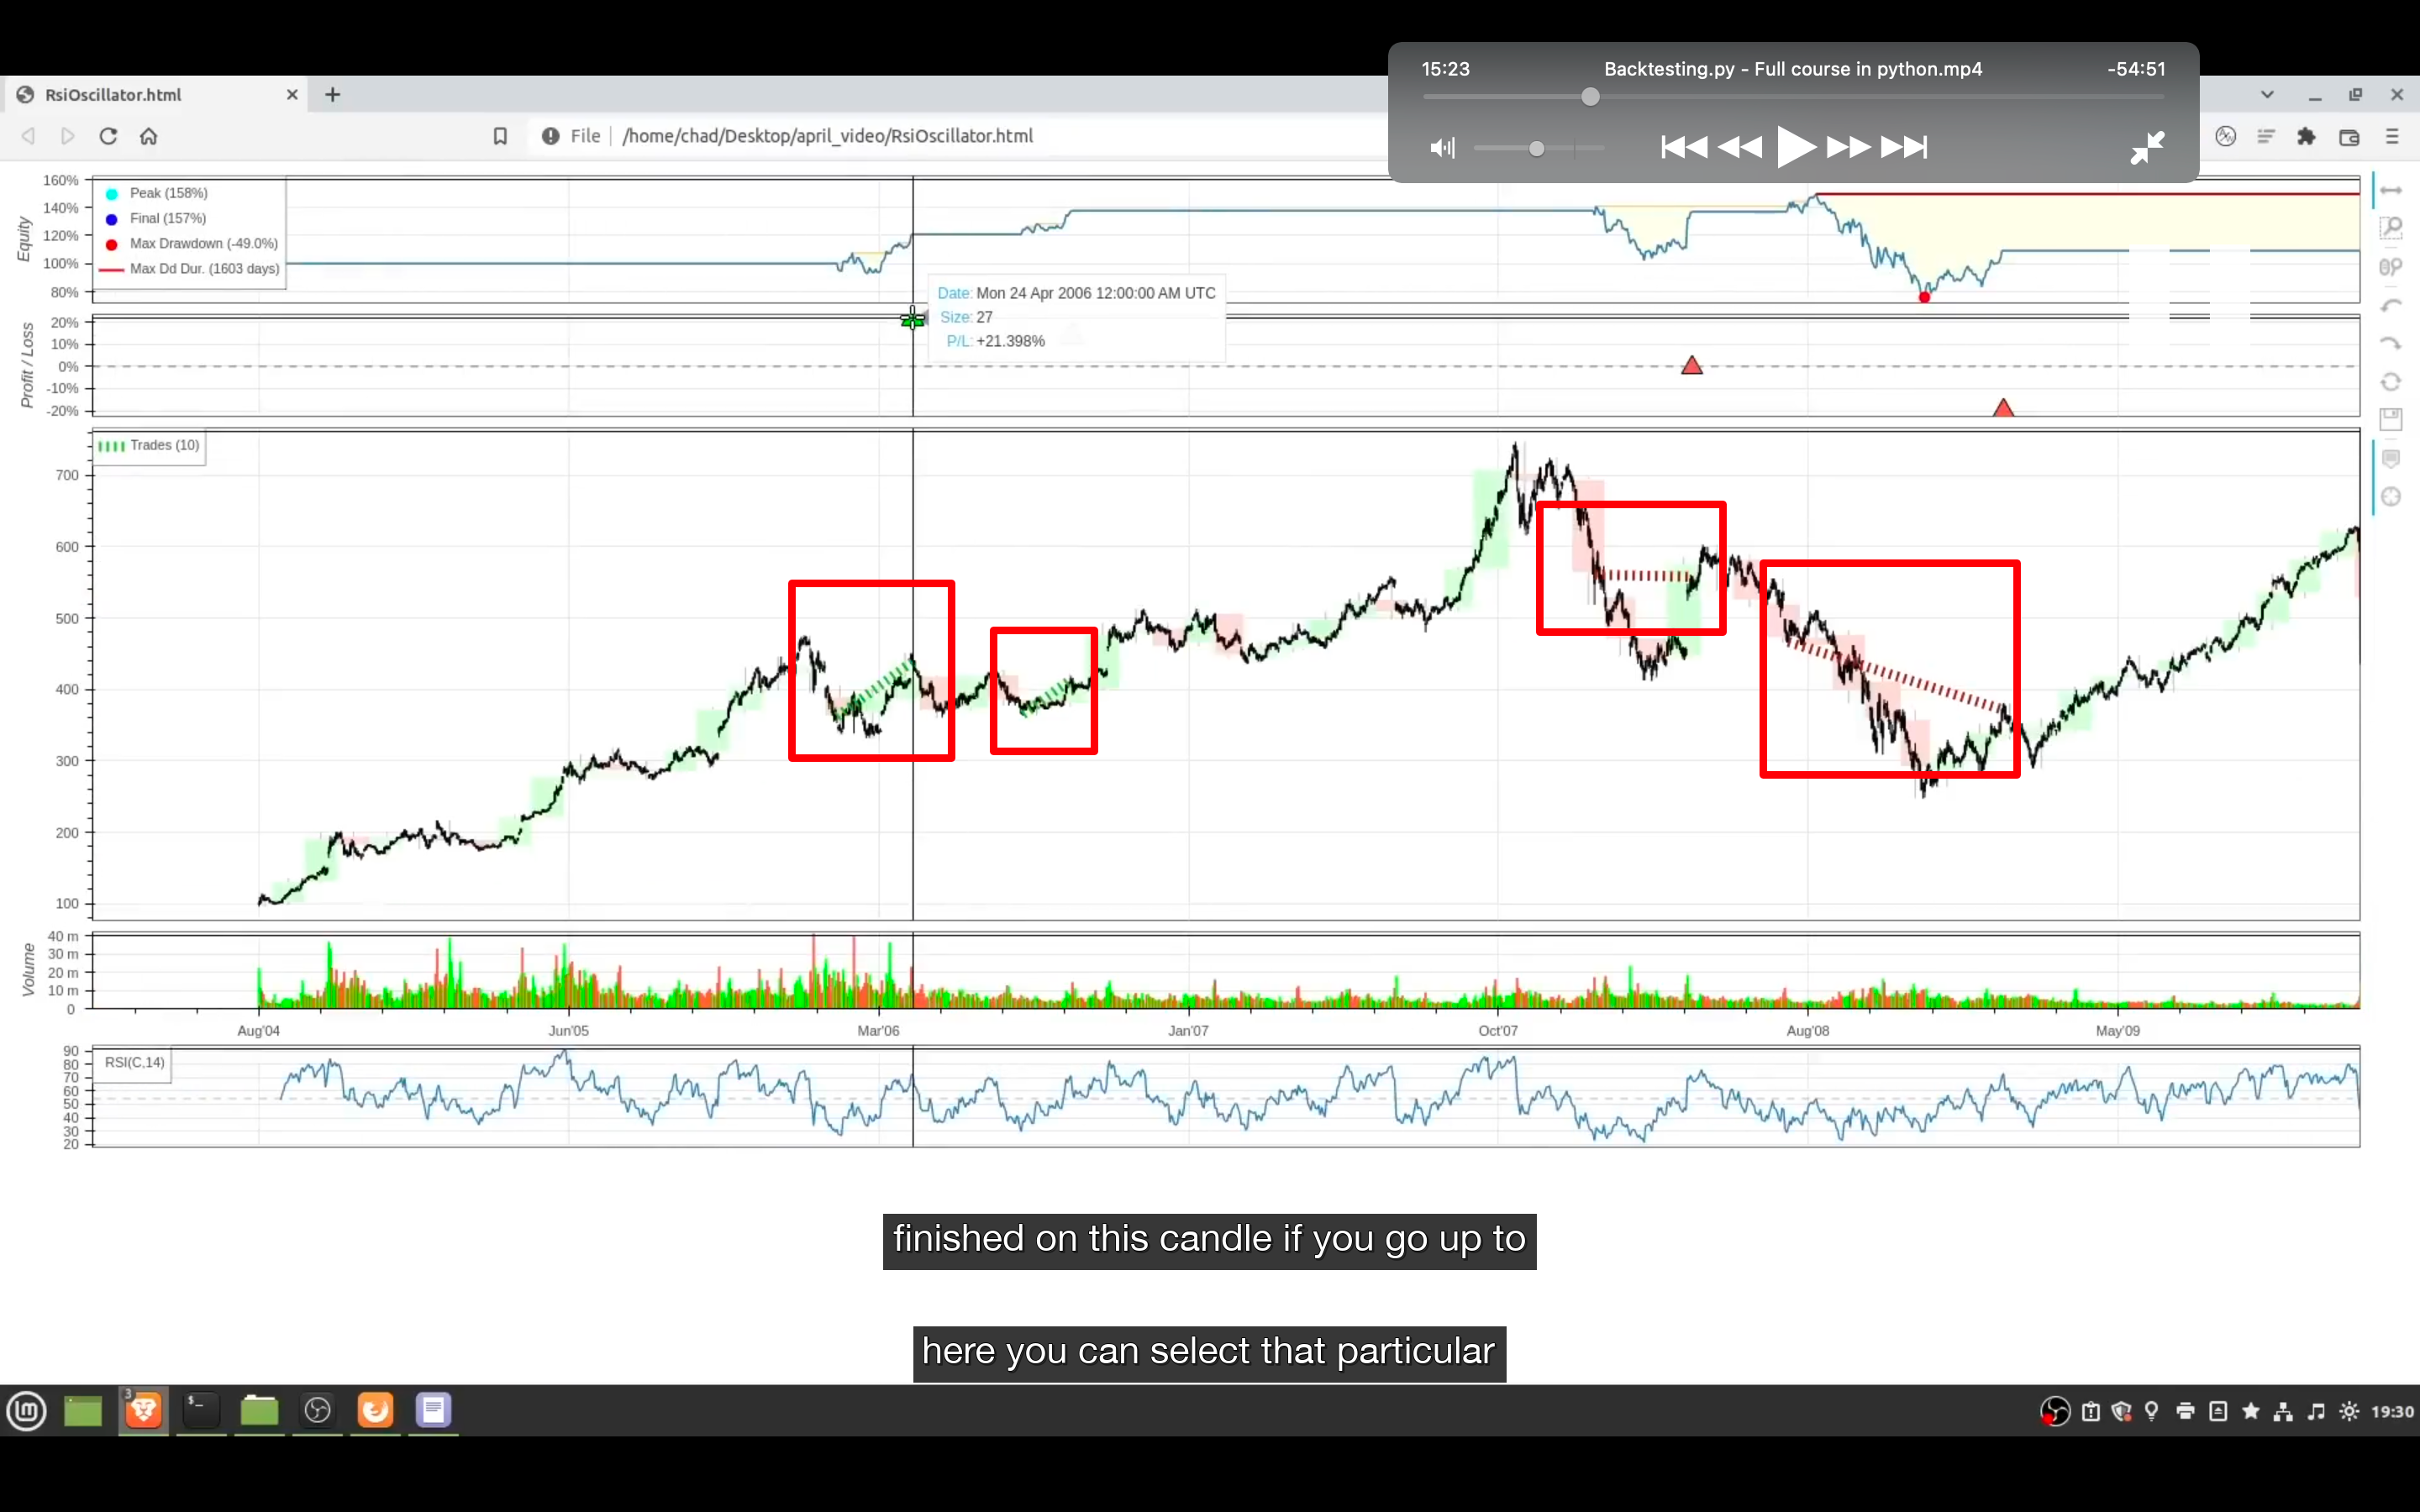 15:23
Backtesting.py - Full course in python.mp4
-54:51
RsiOscillator.html
File
/home/chad/Desktop/april_video/RsiOscillator.html
Equity
160%
140%
120%
100%
80%
Peak (158%)
Final (157%)
Max Drawdown (-49.0%)
Max Dd Dur. (1603 days)
Date: Mon 24 Apr 2006 12:00:00 AM UTC
Size: 27
P/L: +21.398%
Profit / Loss
20%
10%
0%
-10%
-20%
Trades (10)
700
600
500
400
300
200
100
Volume
40 m
30 m
20 m
10 m
0
Aug'04 Jun'05 Mar'06 Jan'07 Oct'07 Aug'08 May'09
RSI(C,14)
90
80
70
60
50
40
30
20
finished on this candle if you go up to
here you can select that particular
3
19:30